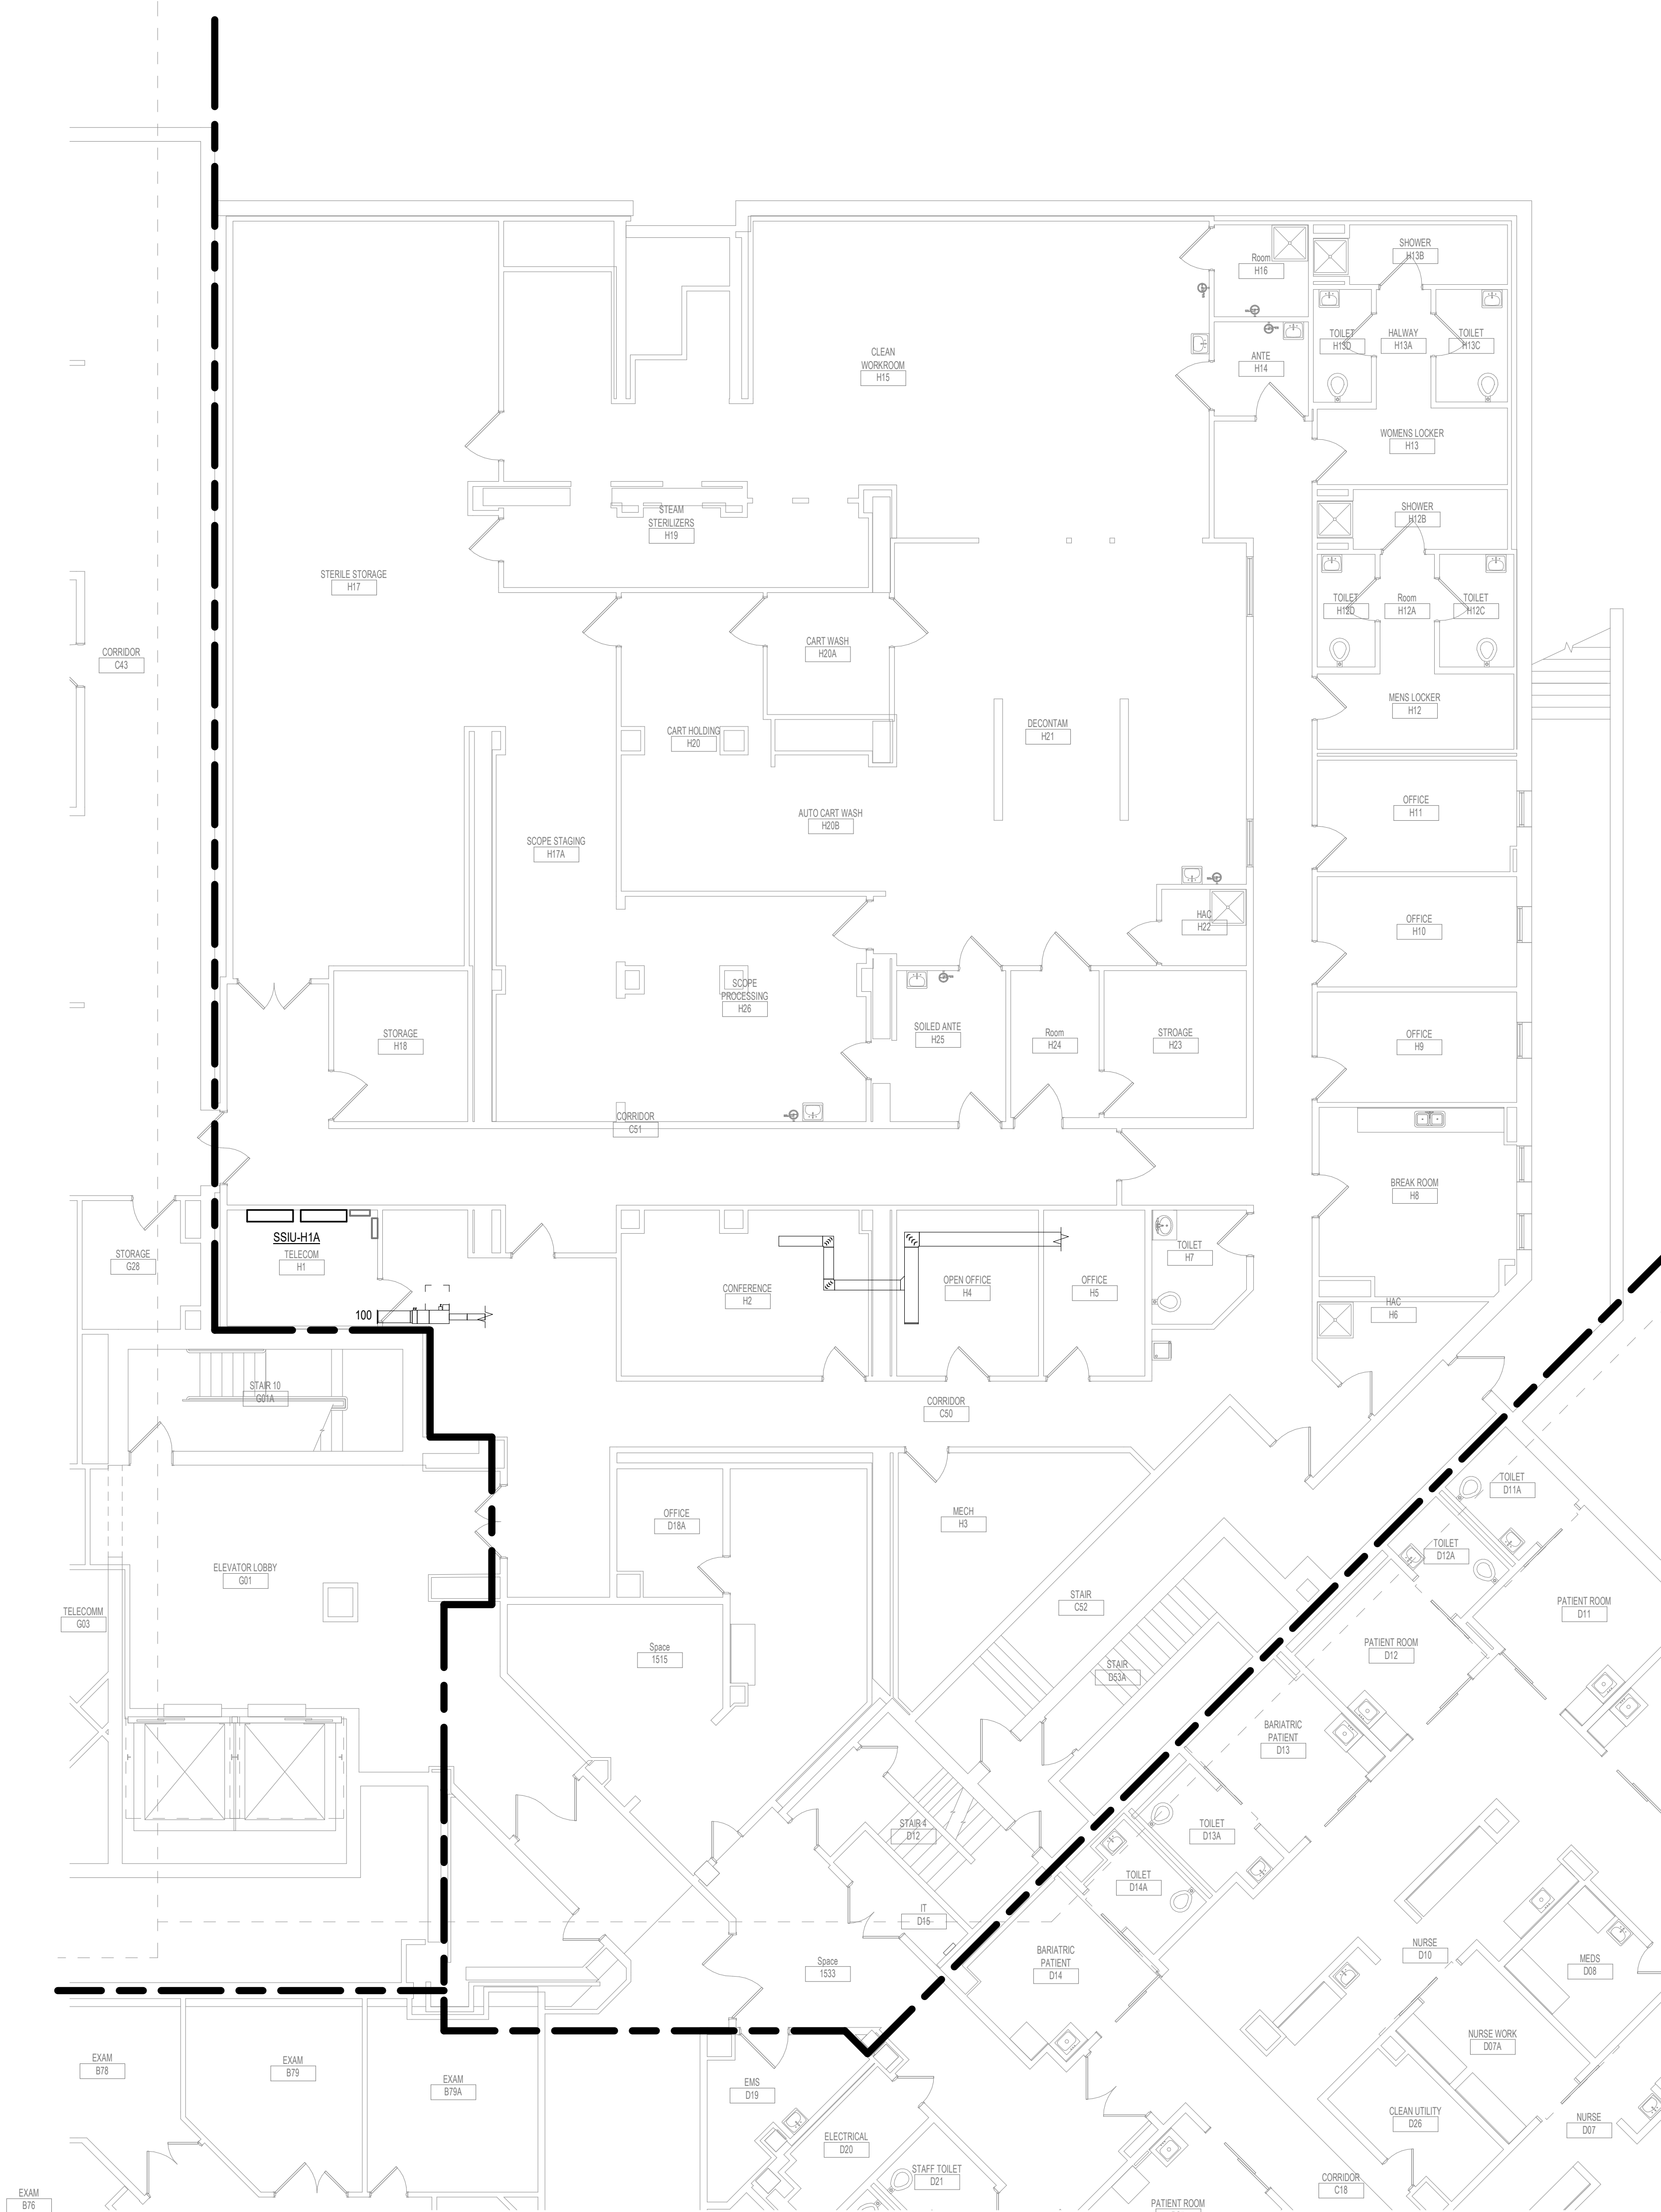 SHOWER
H13B
Room
H16
TOILET
H13D
HALWAY
H13A
TOILET
H13C
CLEAN
WORKROOM
H15
ANTE
H14
WOMENS LOCKER
H13
STEAM
STERILIZERS
H19
SHOWER
H12B
STERILE STORAGE
H17
TOILET
H12D
Room
H12A
TOILET
H12C
CORRIDOR
C43
CART WASH
H20A
MENS LOCKER
H12
CART HOLDING
H20
DECONTAM
H21
OFFICE
H11
AUTO CART WASH
H20B
SCOPE STAGING
H17A
HAC
H22
OFFICE
H10
SCOPE
PROCESSING
H26
STORAGE
H18
SOILED ANTE
H25
Room
H24
STROAGE
H23
OFFICE
H9
CORRIDOR
C51
BREAK ROOM
H8
SSIU-H1A
TELECOM
H1
STORAGE
G28
TOILET
H7
CONFERENCE
H2
OPEN OFFICE
H4
OFFICE
H5
100
HAC
H6
STAIR 10
G01A
CORRIDOR
C50
OFFICE
D18A
MECH
H3
TOILET
D11A
TOILET
D12A
ELEVATOR LOBBY
G01
TELECOMM
G03
STAIR
C52
PATIENT ROOM
D11
Space
1515
STAIR
D53A
PATIENT ROOM
D12
BARIATRIC
PATIENT
D13
STAIR 4
D12
TOILET
D13A
TOILET
D14A
IT
D15
Space
1533
BARIATRIC
PATIENT
D14
NURSE
D10
MEDS
D08
NURSE WORK
D07A
EXAM
B78
EXAM
B79
EXAM
B79A
EMS
D19
CLEAN UTILITY
D26
NURSE
D07
ELECTRICAL
D20
STAFF TOILET
D21
CORRIDOR
C18
EXAM
B76
PATIENT ROOM